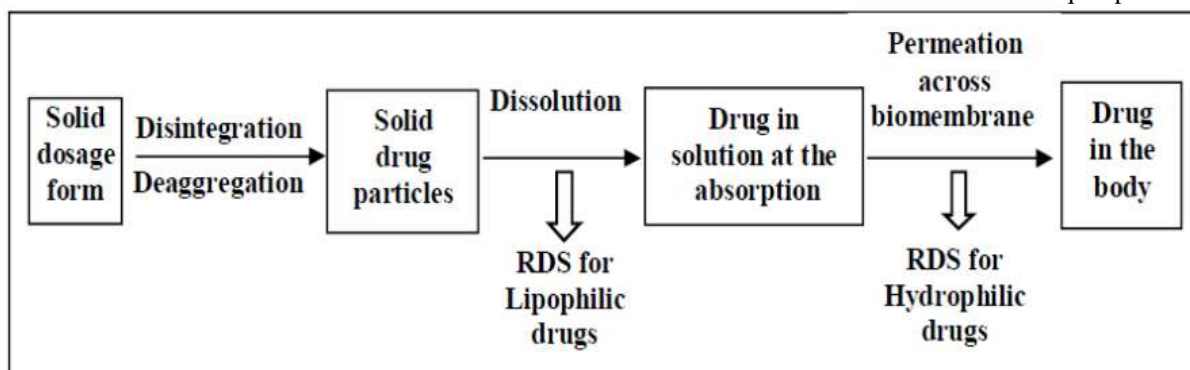 Solid
dosage
form
Disintegration
Deaggregation
Solid
drug
particles
Dissolution
RDS for
Lipophilic
drugs
Drug in
solution at the
absorption
Permeation
across
biomembrane
RDS for
Hydrophilic
drugs
Drug
in the
body